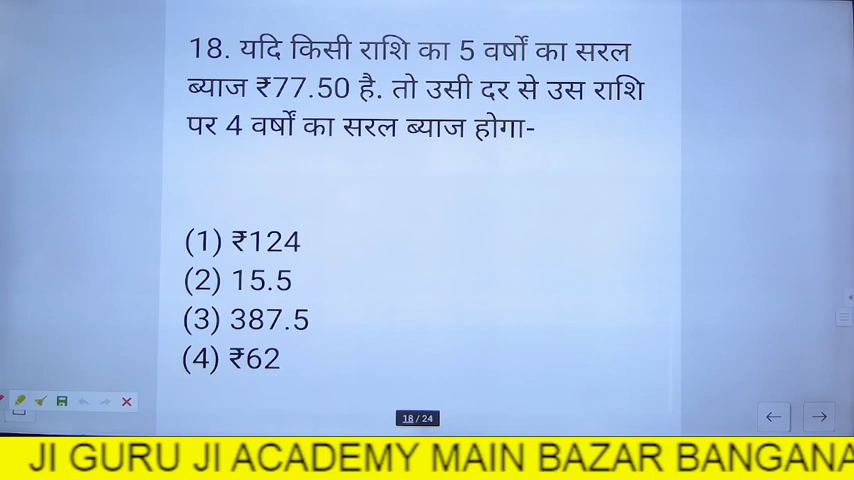 18. यदि किसी राशि का 5 वर्षों का सरल
ब्याज ₹77.50 है. तो उसी दर से उस राशि
पर 4 वर्षों का सरल ब्याज होगा-
(1) ₹124
(2) 15.5
(3) 387.5
(4) ₹62
18 / 24
JI GURU JI ACADEMY MAIN BAZAR BANGANA